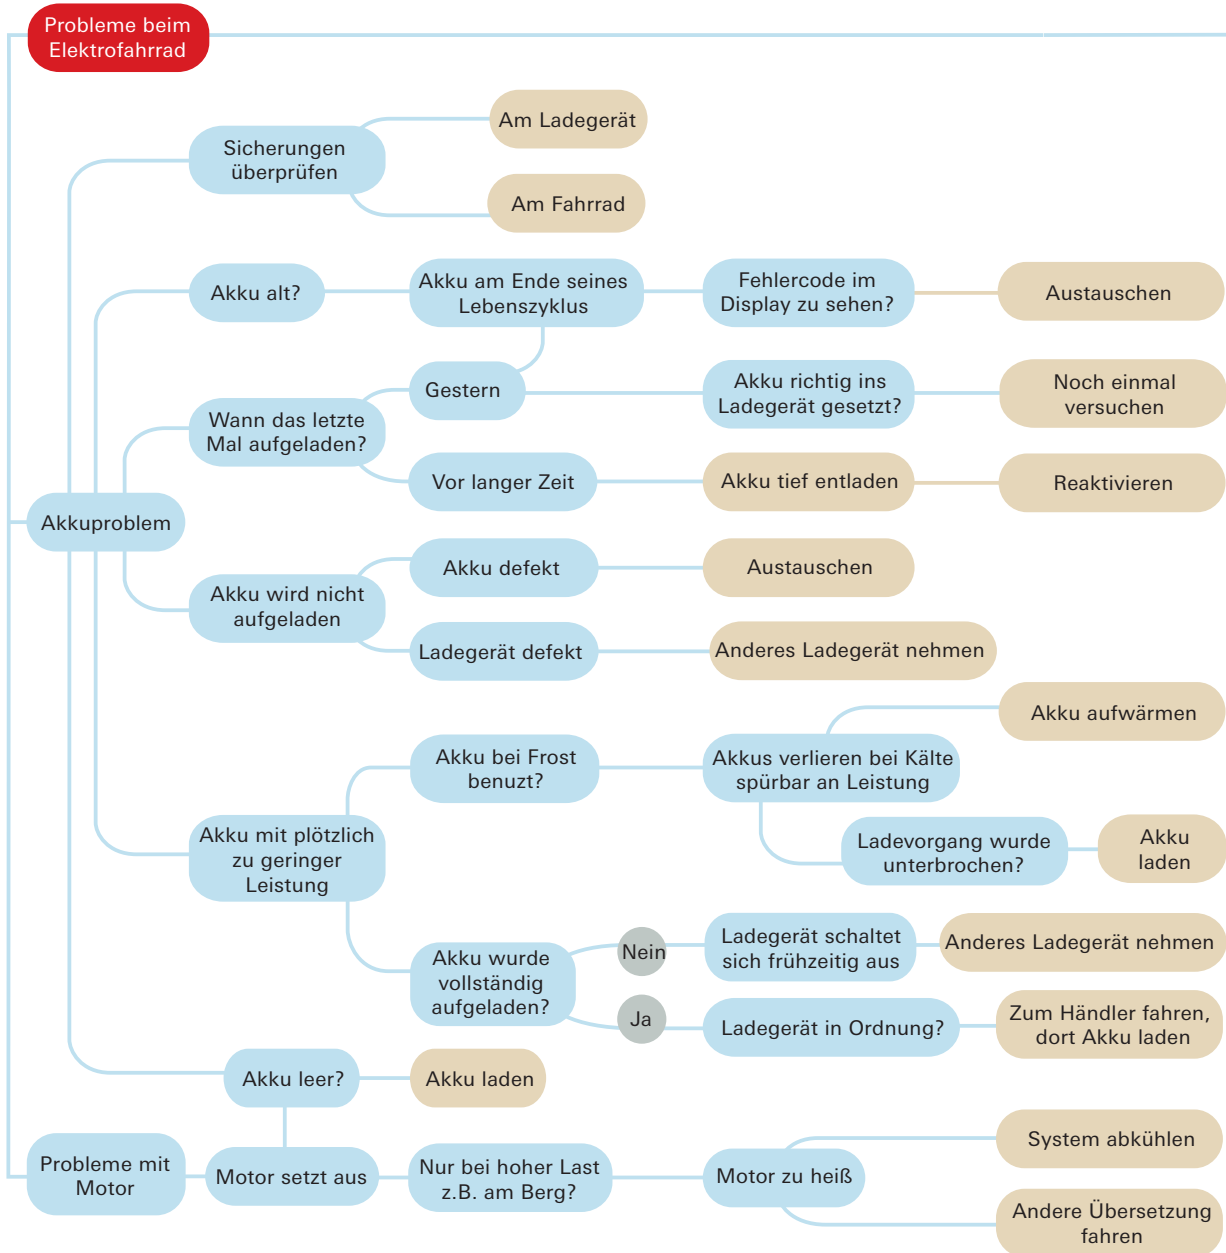 Probleme beim
Elektrofahrrad
Sicherungen
überprüfen
Am Ladegerät
Am Fahrrad
Akku alt?
Akku am Ende seines
Lebenszyklus
Fehlercode im
Display zu sehen?
Austauschen
Wann das letzte
Mal aufgeladen?
Gestern
Akku richtig ins
Ladegerät gesetzt?
Noch einmal
versuchen
Vor langer Zeit
Akku tief entladen
Reaktivieren
Akkuproblem
Akku wird nicht
aufgeladen
Akku defekt
Austauschen
Ladegerät defekt
Anderes Ladegerät nehmen
Akku mit plötzlich
zu geringer
Leistung
Akku bei Frost
benuzt?
Akkus verlieren bei Kälte
spürbar an Leistung
Akku aufwärmen
Ladevorgang wurde
unterbrochen?
Akku
laden
Akku wurde
vollständig
aufgeladen?
Nein
Ladegerät schaltet
sich frühzeitig aus
Anderes Ladegerät nehmen
Ja
Ladegerät in Ordnung?
Zum Händler fahren,
dort Akku laden
Akku leer?
Akku laden
Probleme mit
Motor
Motor setzt aus
Nur bei hoher Last
z.B. am Berg?
Motor zu heiß
System abkühlen
Andere Übersetzung
fahren